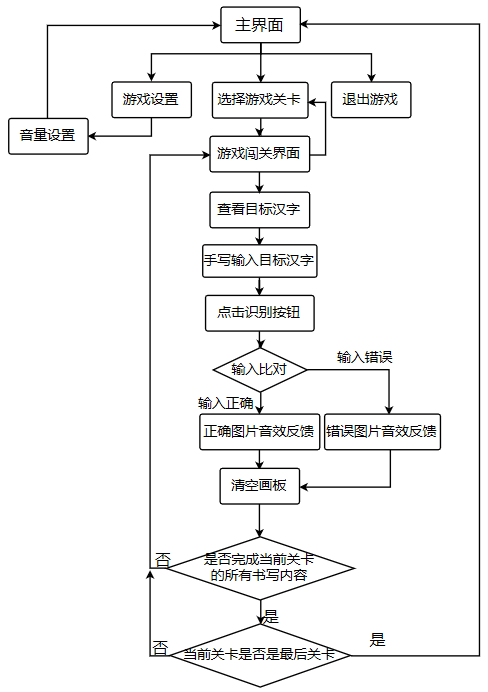 主界面
游戏设置
选择游戏关卡
退出游戏
音量设置
游戏闯关界面
查看目标汉字
手写输入目标汉字
点击识别按钮
输入比对
输入错误
输入正确
正确图片音效反馈
错误图片音效反馈
清空画板
否
是否完成当前关卡
的所有书写内容
是
否
当前关卡是否是最后关卡
是